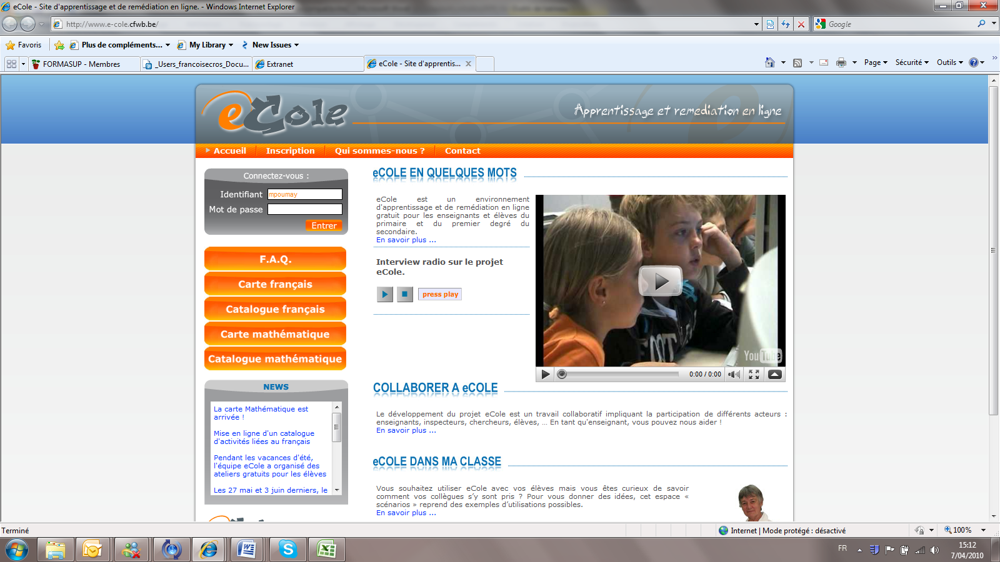 eCole - Site d'apprentissage et de remédiation en ligne. - Windows Internet Explorer
http://www.e-cole.cfwb.be/
Google
Favoris
Plus de compléments...
My Library
New Issues
FORMASUP - Membres
_Users_francoisecros_Docu...
Extranet
eCole - Site d'apprentis...
Page
Sécurité
Outils
eCole
Apprentissage et remediation en ligne
Accueil
Inscription
Qui sommes-nous ?
Contact
Connectez-vous :
Identifiant
mpoumay
Mot de passe
Entrer
F.A.Q.
Carte français
Catalogue français
Carte mathématique
Catalogue mathématique
NEWS
La carte Mathématique est
arrivée !
Mise en ligne d'un catalogue
d'activités liées au français
Pendant les vacances d'été,
l'équipe eCole a organisé des
ateliers gratuits pour les élèves
Les 27 mai et 3 juin derniers, le
eCOLE EN QUELQUES MOTS
eCole est un environnement
d'apprentissage et de remédiation en ligne
gratuit pour les enseignants et élèves du
primaire et du premier degré du
secondaire.
En savoir plus ...
Interview radio sur le projet
eCole.
press play
YouTube
0:00 / 0:00
COLLABORER A eCOLE
Le développement du projet eCole est un travail collaboratif impliquant la participation de différents acteurs :
enseignants, inspecteurs, chercheurs, élèves, ... En tant qu'enseignant, vous pouvez nous aider !
En savoir plus ...
eCOLE DANS MA CLASSE
Vous souhaitez utiliser eCole avec vos élèves mais vous êtes curieux de savoir
comment vos collègues s'y sont pris ? Pour vous donner des idées, cet espace «
scénarios » reprend des exemples d'utilisations possibles.
En savoir plus ...
Terminé
Internet | Mode protégé : désactivé
100%
FR
15:12
7/04/2010